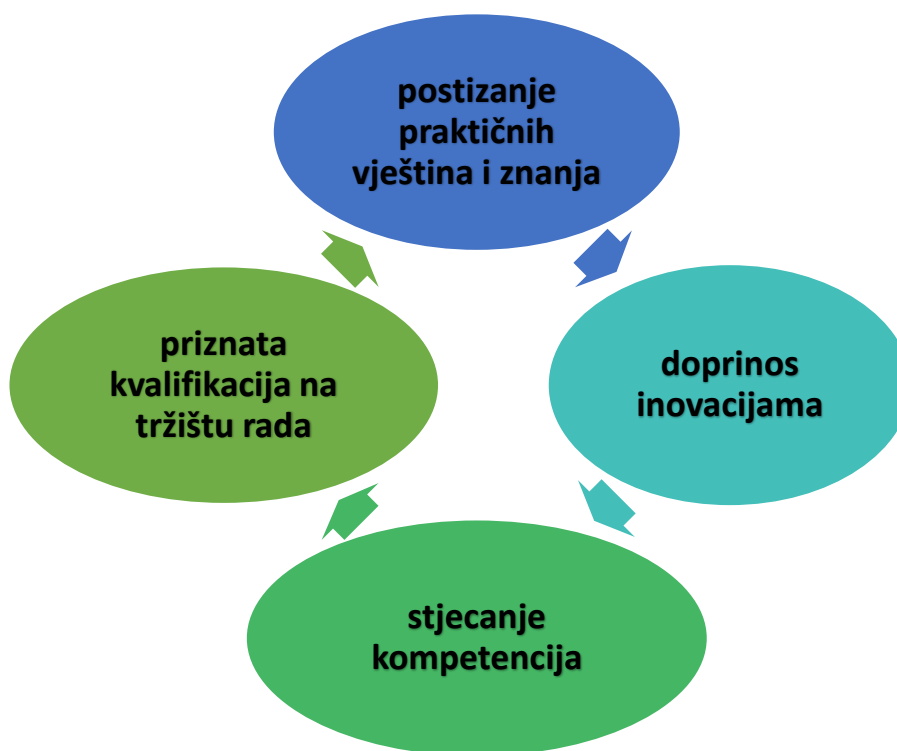 postizanje
praktičnih
vještina i znanja
priznata
kvalifikacija na
tržištu rada
doprinos
inovacijama
stjecanje
kompetencija